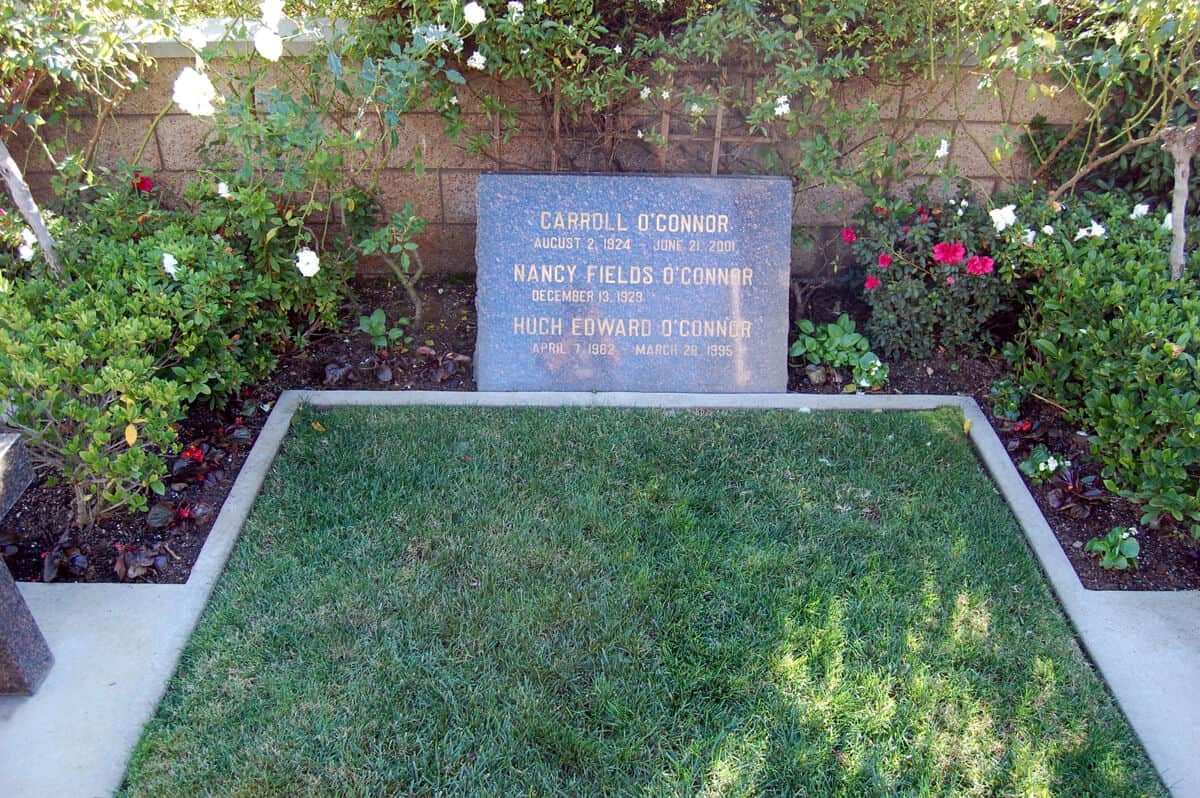 CARROLL O'CONNOR
AUGUST 2, 1924 - JUNE 21, 2001
NANCY FIELDS O'CONNOR
DECEMBER 13, 1929
HUGH EDWARD O'CONNOR
APRIL 7, 1962 - MARCH 28, 1995